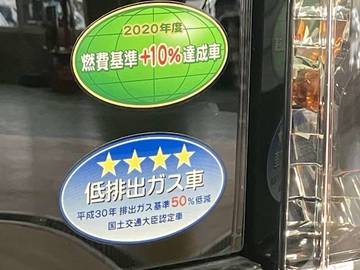 2020年度
燃費基準+10%達成車
★★★★
低排出ガス車
平成30年 排出ガス基準50%低減
国土交通大臣認定車